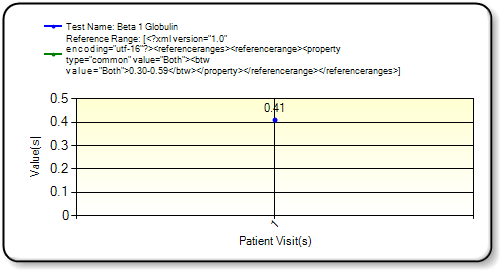 Test Name: Beta 1 Globulin
Reference Range: [<?xml version="1.0"
encoding="utf-16"?><referenceranges><referencerange><property
type="common" value="Both"><btw
value="Both">0.30-0.59</btw></property></referencerange></referenceranges>]
0.5
0.41
0.4
0.3
0.2
0.1
0
Value(s)
Patient Visit(s)